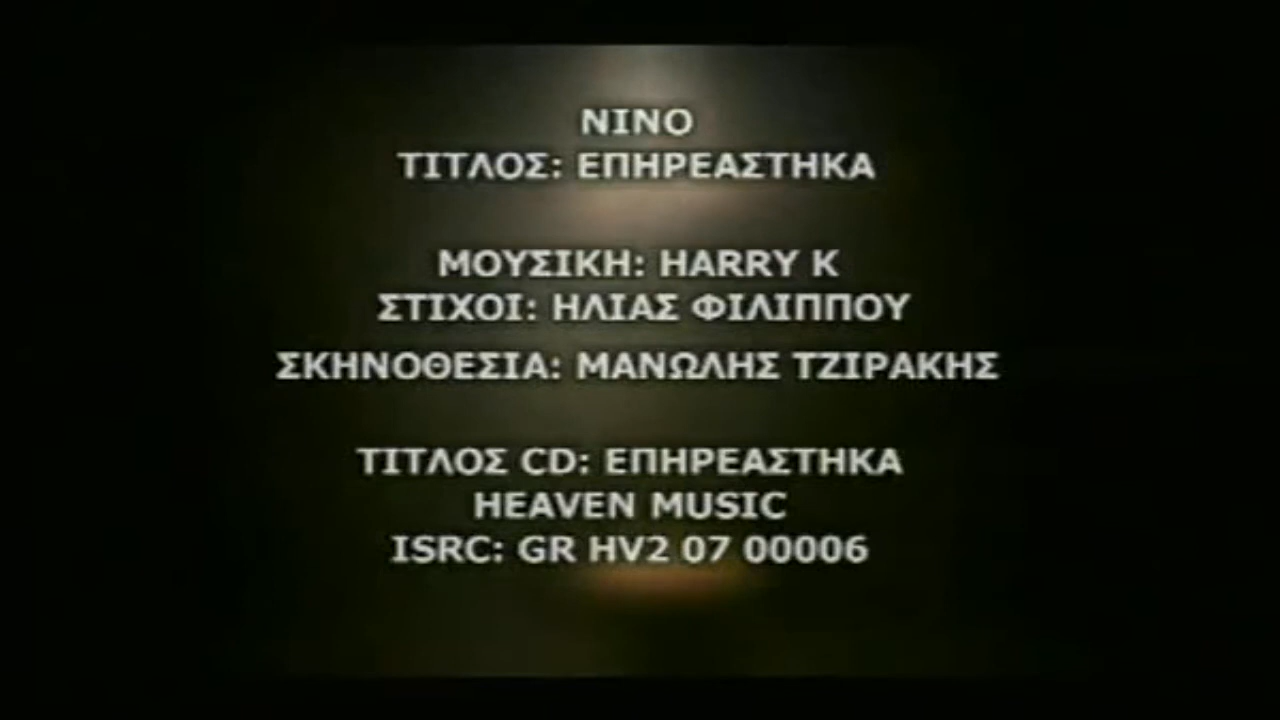 ΝΙΝΟ
ΤΙΤΛΟΣ: ΕΠΗΡΕΑΣΤΗΚΑ
ΜΟΥΣΙΚΗ: HARRY K
ΣΤΙΧΟΙ: ΗΛΙΑΣ ΦΙΛΙΠΠΟΥ
ΣΚΗΝΟΘΕΣΙΑ: ΜΑΝΩΛΗΣ ΤΖΙΡΑΚΗΣ
ΤΙΤΛΟΣ CD: ΕΠΗΡΕΑΣΤΗΚΑ
HEAVEN MUSIC
ISRC: GR HV2 07 00006